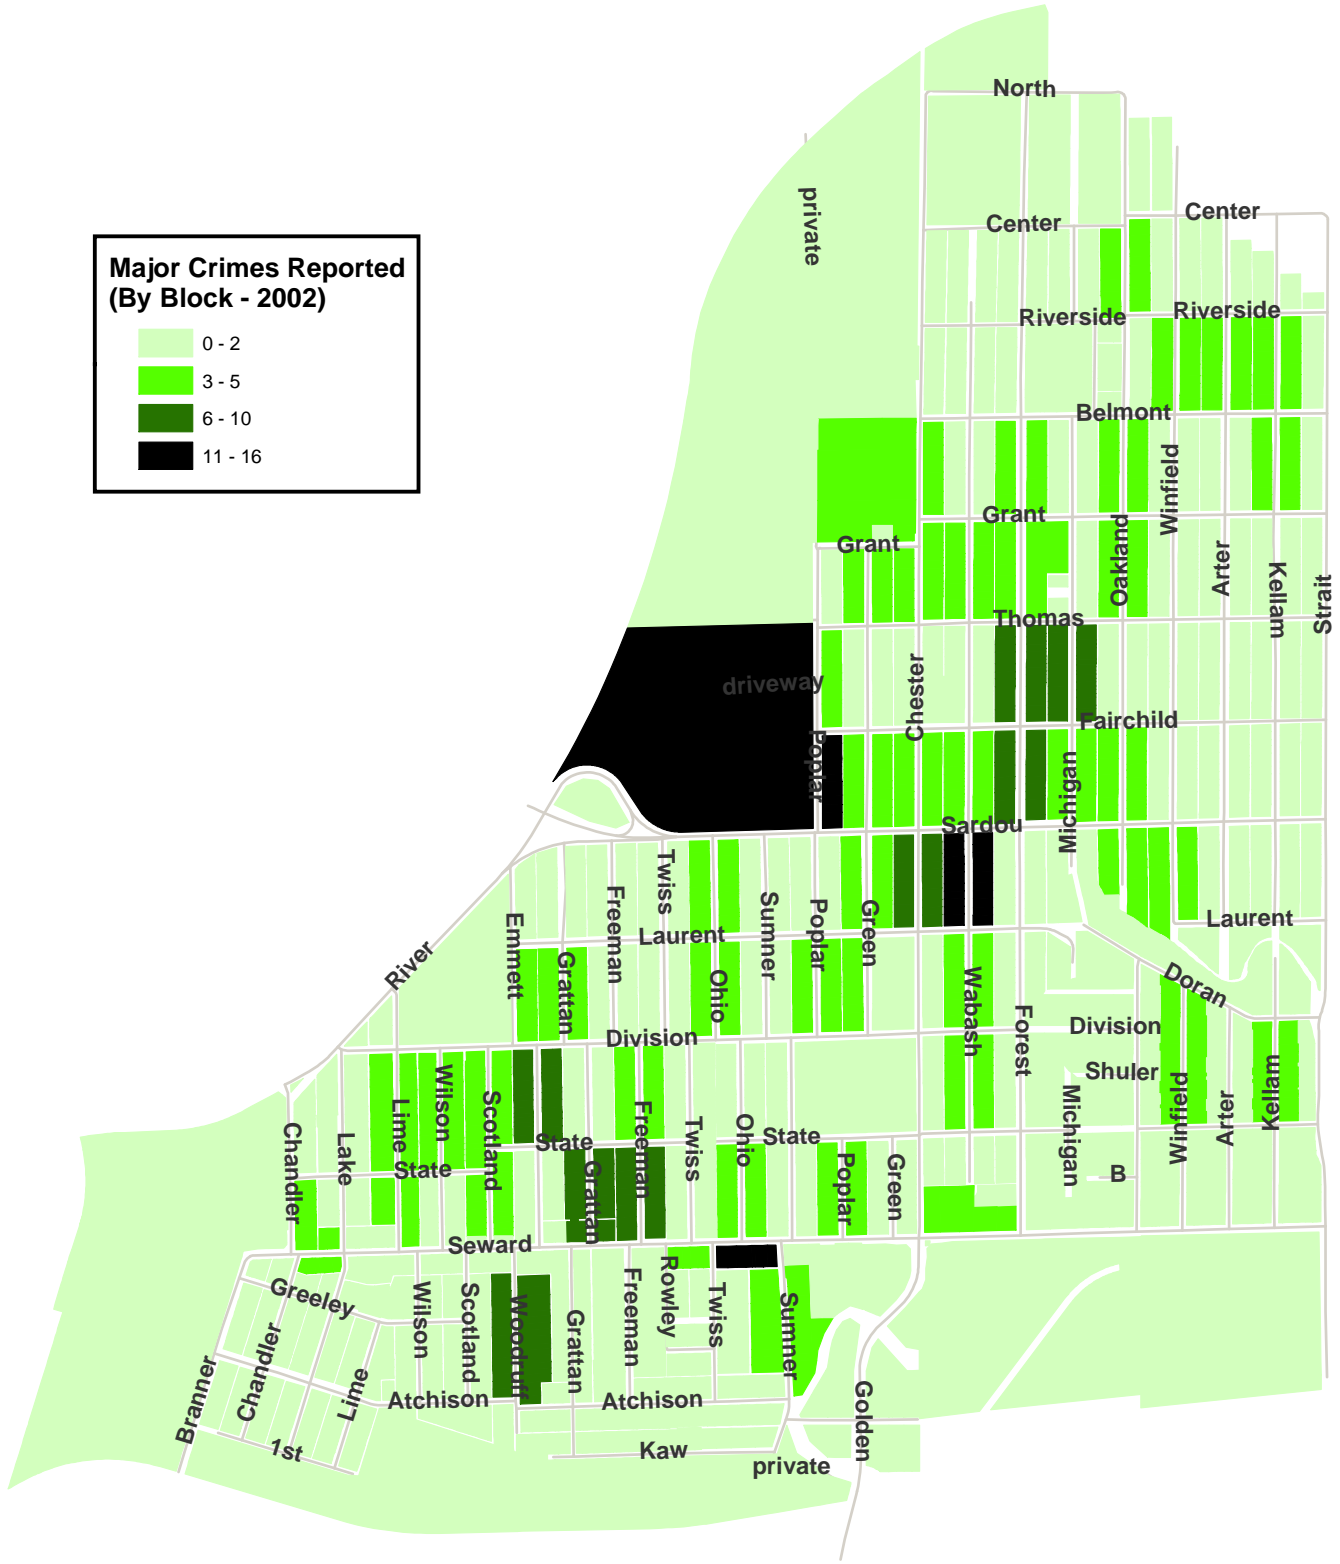 North
private
Center
Center
Major Crimes Reported
(By Block - 2002)
0 - 2
3 - 5
6 - 10
11 - 16
Riverside
Riverside
Belmont
Winfield
Grant
Grant
Oakland
Arter
Kellam
Strait
Thomas
driveway
Chester
Fairchild
Poplar
Michigan
Sardou
Twiss
Freeman
Sumner
Poplar
Green
Emmett
Laurent
Laurent
River
Grattan
Ohio
Wabash
Doran
Forest
Division
Division
Shuler
Wilson
Lime
Scotland
Freeman
Kellam
Winfield
Arter
Michigan
Chandler
Lake
State
State
State
Twiss
Ohio
Grattan
Poplar
Green
B
Seward
Greeley
Wilson
Scotland
Woodruff
Grattan
Freeman
Rowley
Twiss
Sumner
Chandler
Lime
Branner
Atchison
Atchison
Golden
1st
Kaw
private